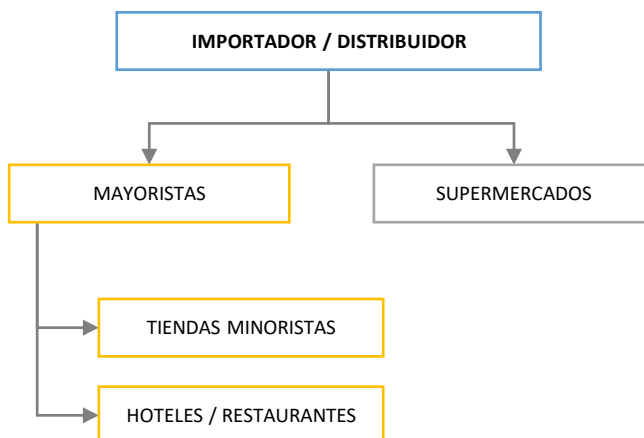 IMPORTADOR / DISTRIBUIDOR
MAYORISTAS
SUPERMERCADOS
TIENDAS MINORISTAS
HOTELES / RESTAURANTES